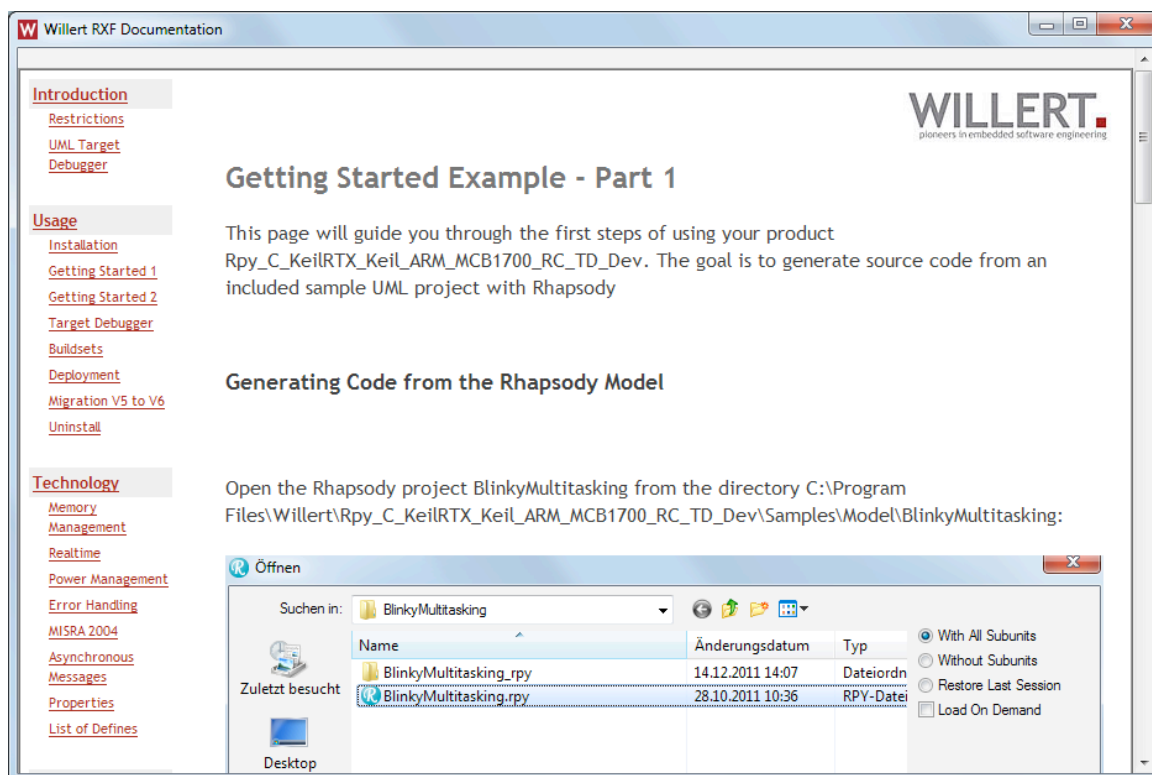 Willert RXF Documentation
WILLERT.
pioneers in embedded software engineering
Introduction
Restrictions
UML Target
Debugger
Usage
Installation
Getting Started 1
Getting Started 2
Target Debugger
Buildsets
Deployment
Migration V5 to V6
Uninstall
Technology
Memory
Management
Realtime
Power Management
Error Handling
MISRA 2004
Asynchronous
Messages
Properties
List of Defines
Getting Started Example - Part 1
This page will guide you through the first steps of using your product
Rpy_C_KeilRTX_Keil_ARM_MCB1700_RC_TD_Dev. The goal is to generate source code from an
included sample UML project with Rhapsody
Generating Code from the Rhapsody Model
Open the Rhapsody project BlinkyMultitasking from the directory C:\Program
Files\Willert\Rpy_C_KeilRTX_Keil_ARM_MCB1700_RC_TD_Dev\Samples\Model\BlinkyMultitasking:
Öffnen
Suchen in: BlinkyMultitasking
Zuletzt besucht
Desktop
Name Änderungsdatum Typ
BlinkyMultitasking_rpy 14.12.2011 14:07 Dateiordn
BlinkyMultitasking.rpy 28.10.2011 10:36 RPY-Datei
With All Subunits
Without Subunits
Restore Last Session
Load On Demand